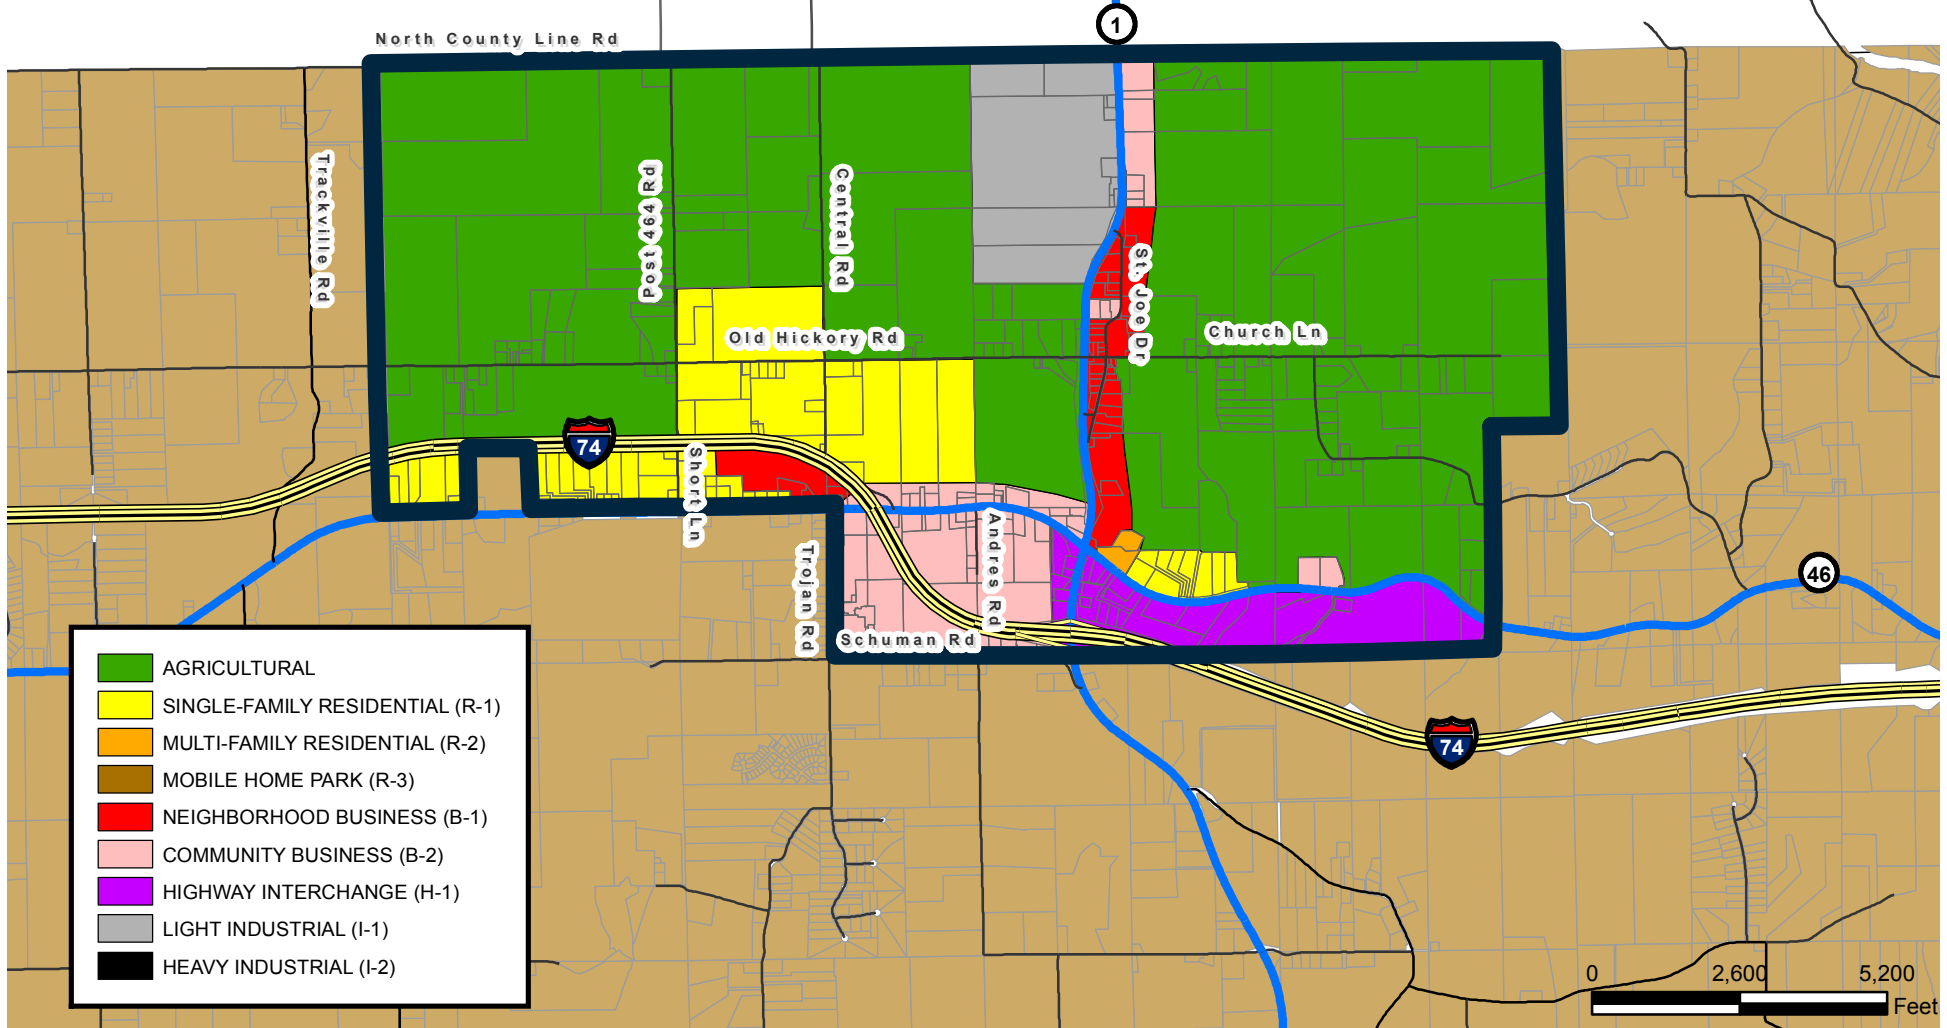 1
North County Line Rd
Trackville Rd
Post 464 Rd
Central Rd
St. Joe Dr
Old Hickory Rd
Church Ln
74
Short Ln
Andres Rd
Trojan Rd
46
Schuman Rd
74
AGRICULTURAL
SINGLE-FAMILY RESIDENTIAL (R-1)
MULTI-FAMILY RESIDENTIAL (R-2)
MOBILE HOME PARK (R-3)
NEIGHBORHOOD BUSINESS (B-1)
COMMUNITY BUSINESS (B-2)
HIGHWAY INTERCHANGE (H-1)
LIGHT INDUSTRIAL (I-1)
HEAVY INDUSTRIAL (I-2)
0 2,600 5,200
Feet